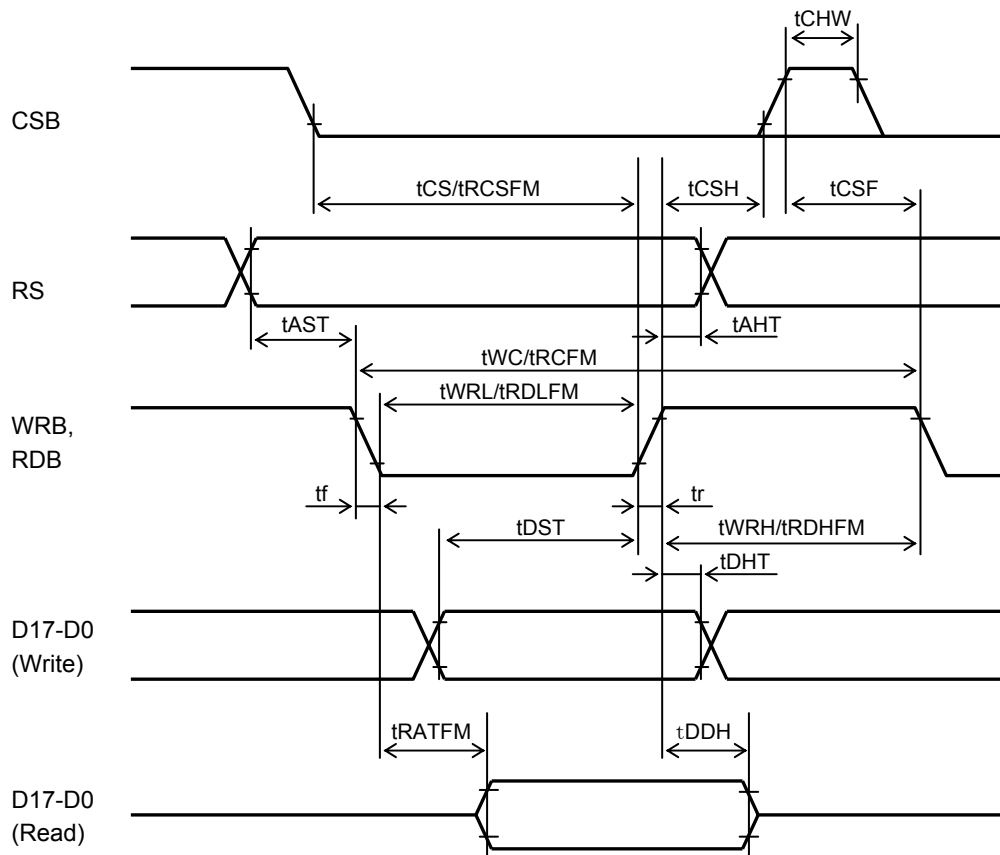 tCHW
CSB
tCS/tRCSFM
tCSH
tCSF
RS
tAST
tAHT
tWC/tRCFM
tWRL/tRDLFM
WRB,
RDB
tf
tr
tDST
tWRH/tRDHFM
tDHT
D17-D0
(Write)
tRATFM
tDDH
D17-D0
(Read)